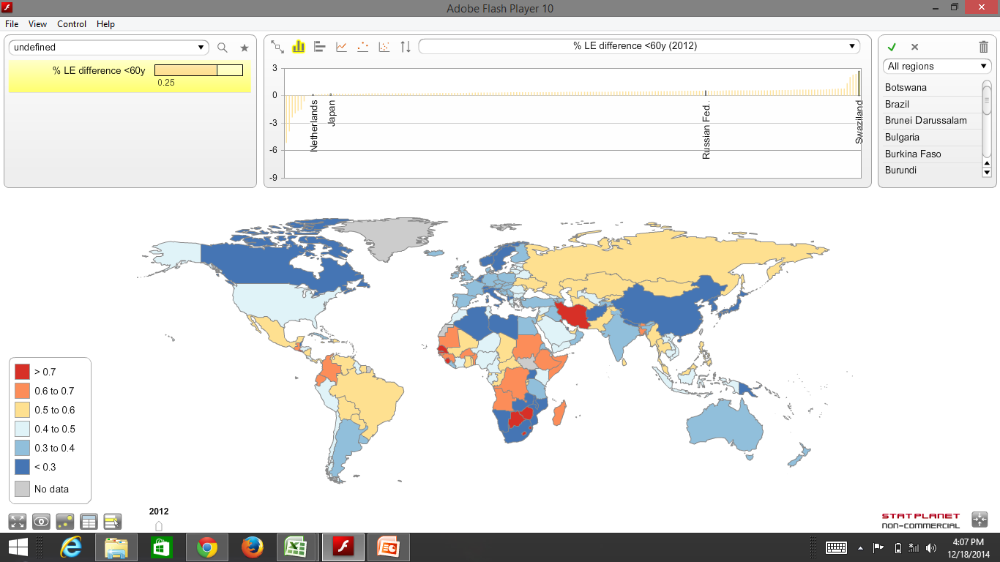 Adobe Flash Player 10
File View Control Help
undefined
% LE difference <60y
0.25
% LE difference <60y (2012)
3
0
-3
-6
-9
Netherlands
Japan
Russian Fed..
Swaziland
All regions
Botswana
Brazil
Brunei Darussalam
Bulgaria
Burkina Faso
Burundi
> 0.7
0.6 to 0.7
0.5 to 0.6
0.4 to 0.5
0.3 to 0.4
< 0.3
No data
2012
STATPLANET
NON-COMMERCIAL
4:07 PM
12/18/2014